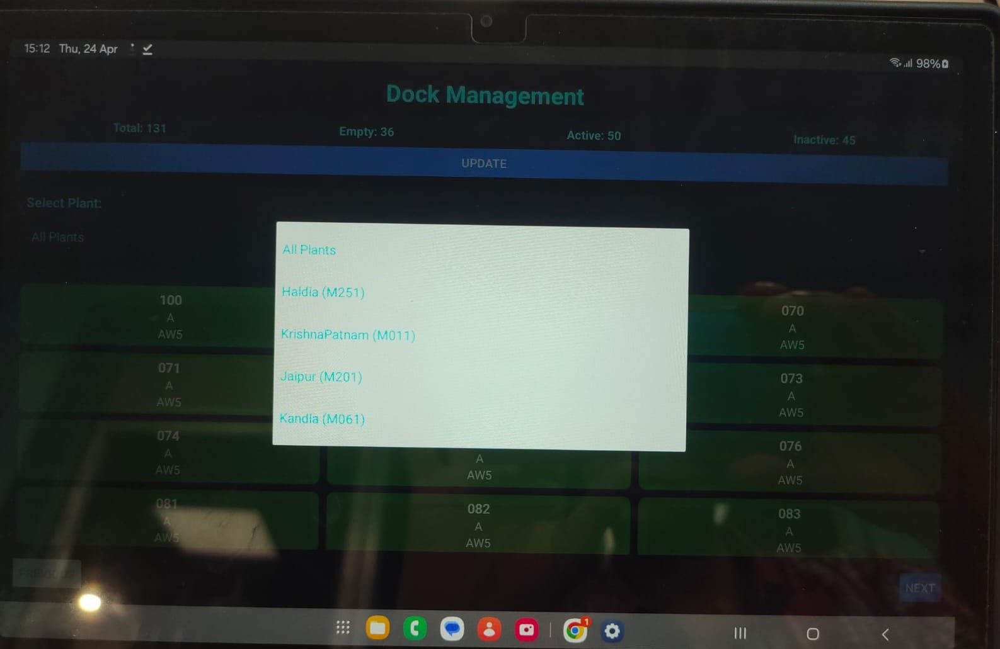 15:12 Thu, 24 Apr
98%
Dock Management
Total: 131
Empty: 36
Active: 50
Inactive: 45
UPDATE
Select Plant:
All Plants
All Plants
Haldia (M251)
KrishnaPatnam (M011)
Jaipur (M201)
Kandla (M061)
100
A
AW5
070
A
AW5
071
A
AW5
073
A
AW5
074
A
AW5
A
AW5
076
A
AW5
081
A
AW5
082
A
AW5
083
A
AW5
PREVIOUS
NEXT
1